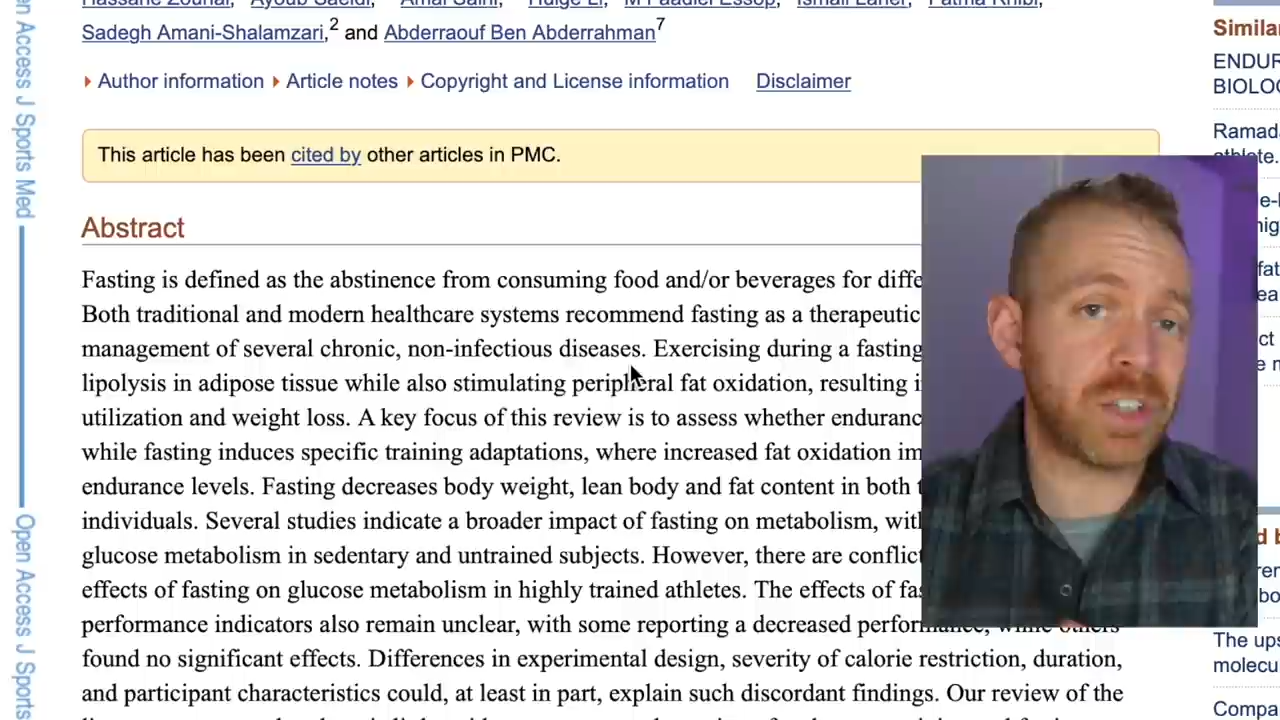 Sadegh Amani-Shalamzari,2 and Abderraouf Ben Abderrahman7
Author information Article notes Copyright and License information Disclaimer
This article has been cited by other articles in PMC.
Abstract
Fasting is defined as the abstinence from consuming food and/or beverages for
Both traditional and modern healthcare systems recommend fasting as a therapeutic
management of several chronic, non-infectious diseases. Exercising during a fasting
lipolysis in adipose tissue while also stimulating peripheral fat oxidation, resulting
utilization and weight loss. A key focus of this review is to assess whether
while fasting induces specific training adaptations, where increased fat oxidation
endurance levels. Fasting decreases body weight, lean body and fat content in both
individuals. Several studies indicate a broader impact of fasting on metabolism,
glucose metabolism in sedentary and untrained subjects. However, there are
effects of fasting on glucose metabolism in highly trained athletes. The effects of
performance indicators also remain unclear, with some reporting a decreased performance, while others
found no significant effects. Differences in experimental design, severity of calorie restriction, duration,
and participant characteristics could, at least in part, explain such discordant findings. Our review of the
Open Access J Sports Med
Open Access J Sports
ENDUR
BIOLOG
athlete.
The ups
molecu
Compa